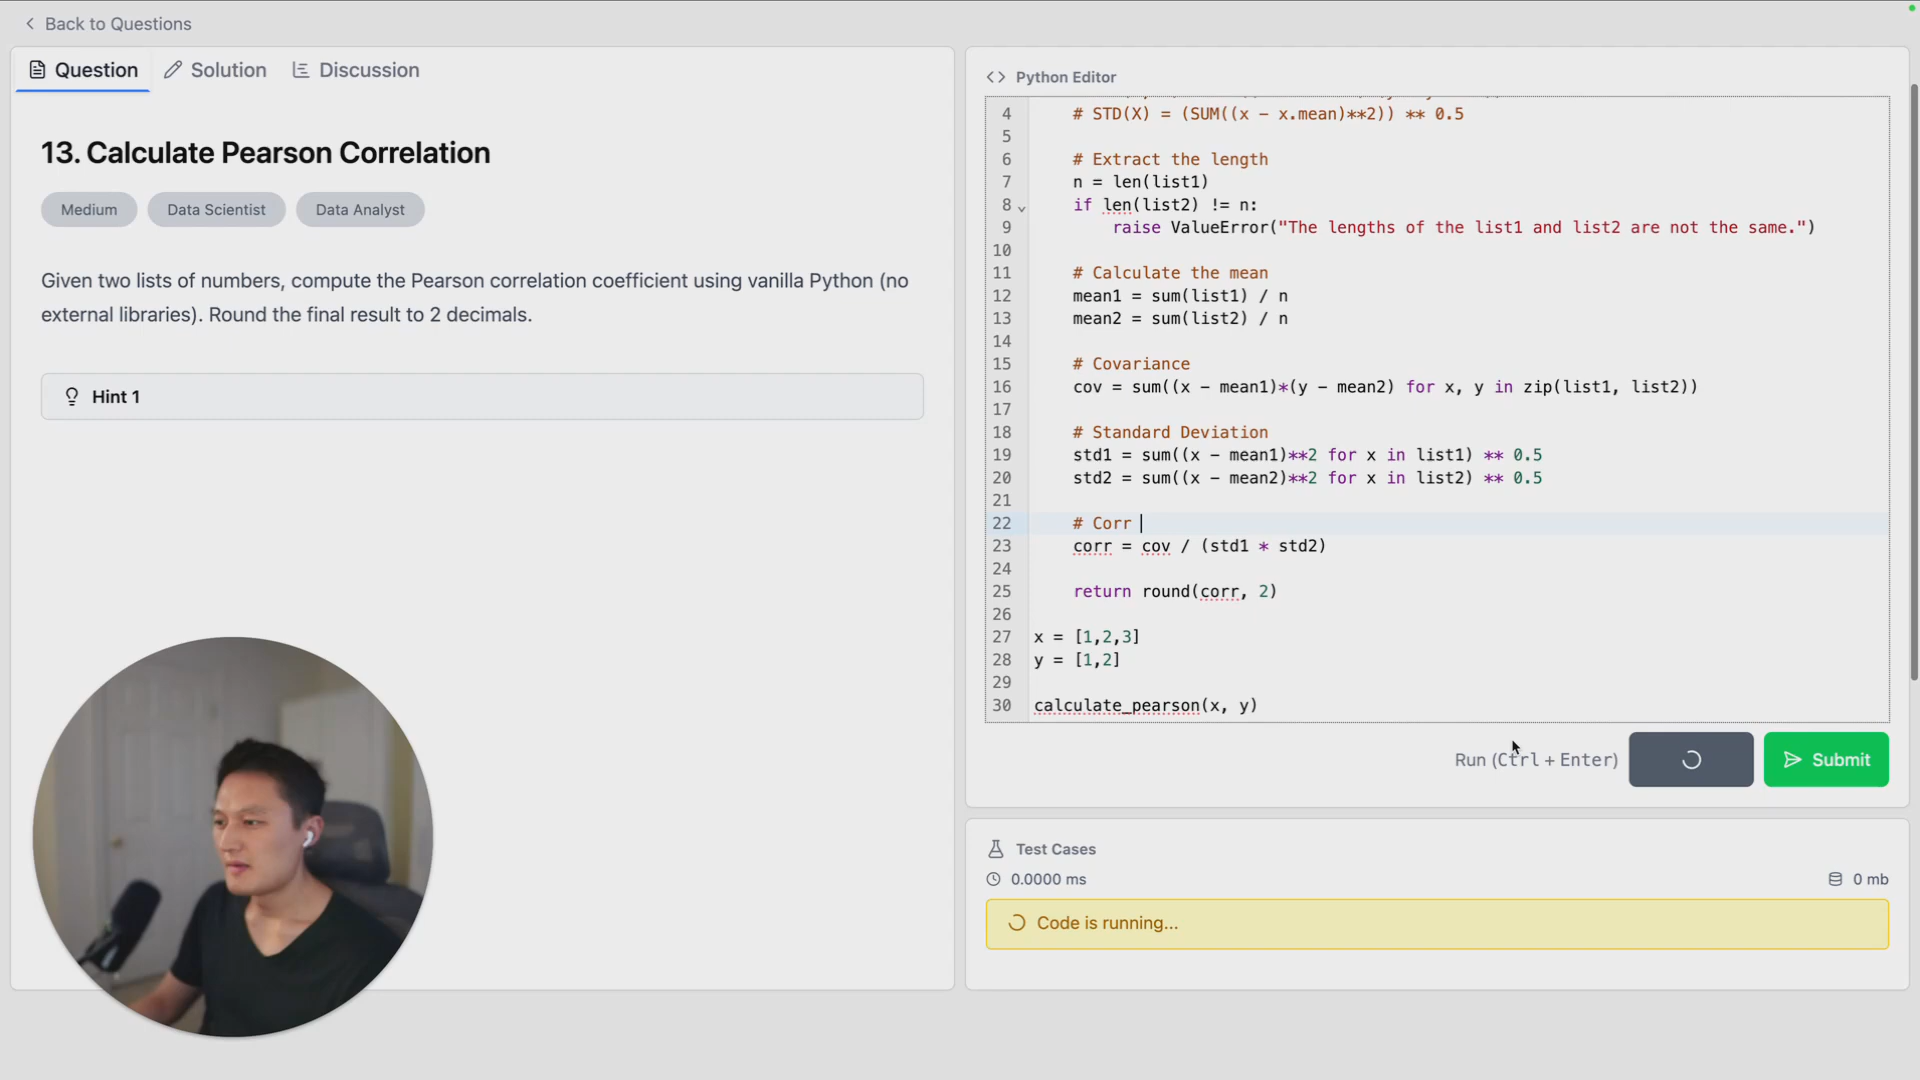 Back to Questions
Question
Solution
Discussion
13. Calculate Pearson Correlation
Medium
Data Scientist
Data Analyst
Given two lists of numbers, compute the Pearson correlation coefficient using vanilla Python (no
external libraries). Round the final result to 2 decimals.
Hint 1
Python Editor
4 # STD(X) = (SUM((x - x.mean)**2)) ** 0.5
5
6 # Extract the length
7 n = len(list1)
8 if len(list2) != n:
9 raise ValueError("The lengths of the list1 and list2 are not the same.")
10
11 # Calculate the mean
12 mean1 = sum(list1) / n
13 mean2 = sum(list2) / n
14
15 # Covariance
16 cov = sum((x - mean1)*(y - mean2) for x, y in zip(list1, list2))
17
18 # Standard Deviation
19 std1 = sum((x - mean1)**2 for x in list1) ** 0.5
20 std2 = sum((x - mean2)**2 for x in list2) ** 0.5
21
22 # Corr
23 corr = cov / (std1 * std2)
24
25 return round(corr, 2)
26
27 x = [1,2,3]
28 y = [1,2]
29
30 calculate_pearson(x, y)
Run (Ctrl + Enter)
Submit
Test Cases
0.0000 ms
0 mb
Code is running...